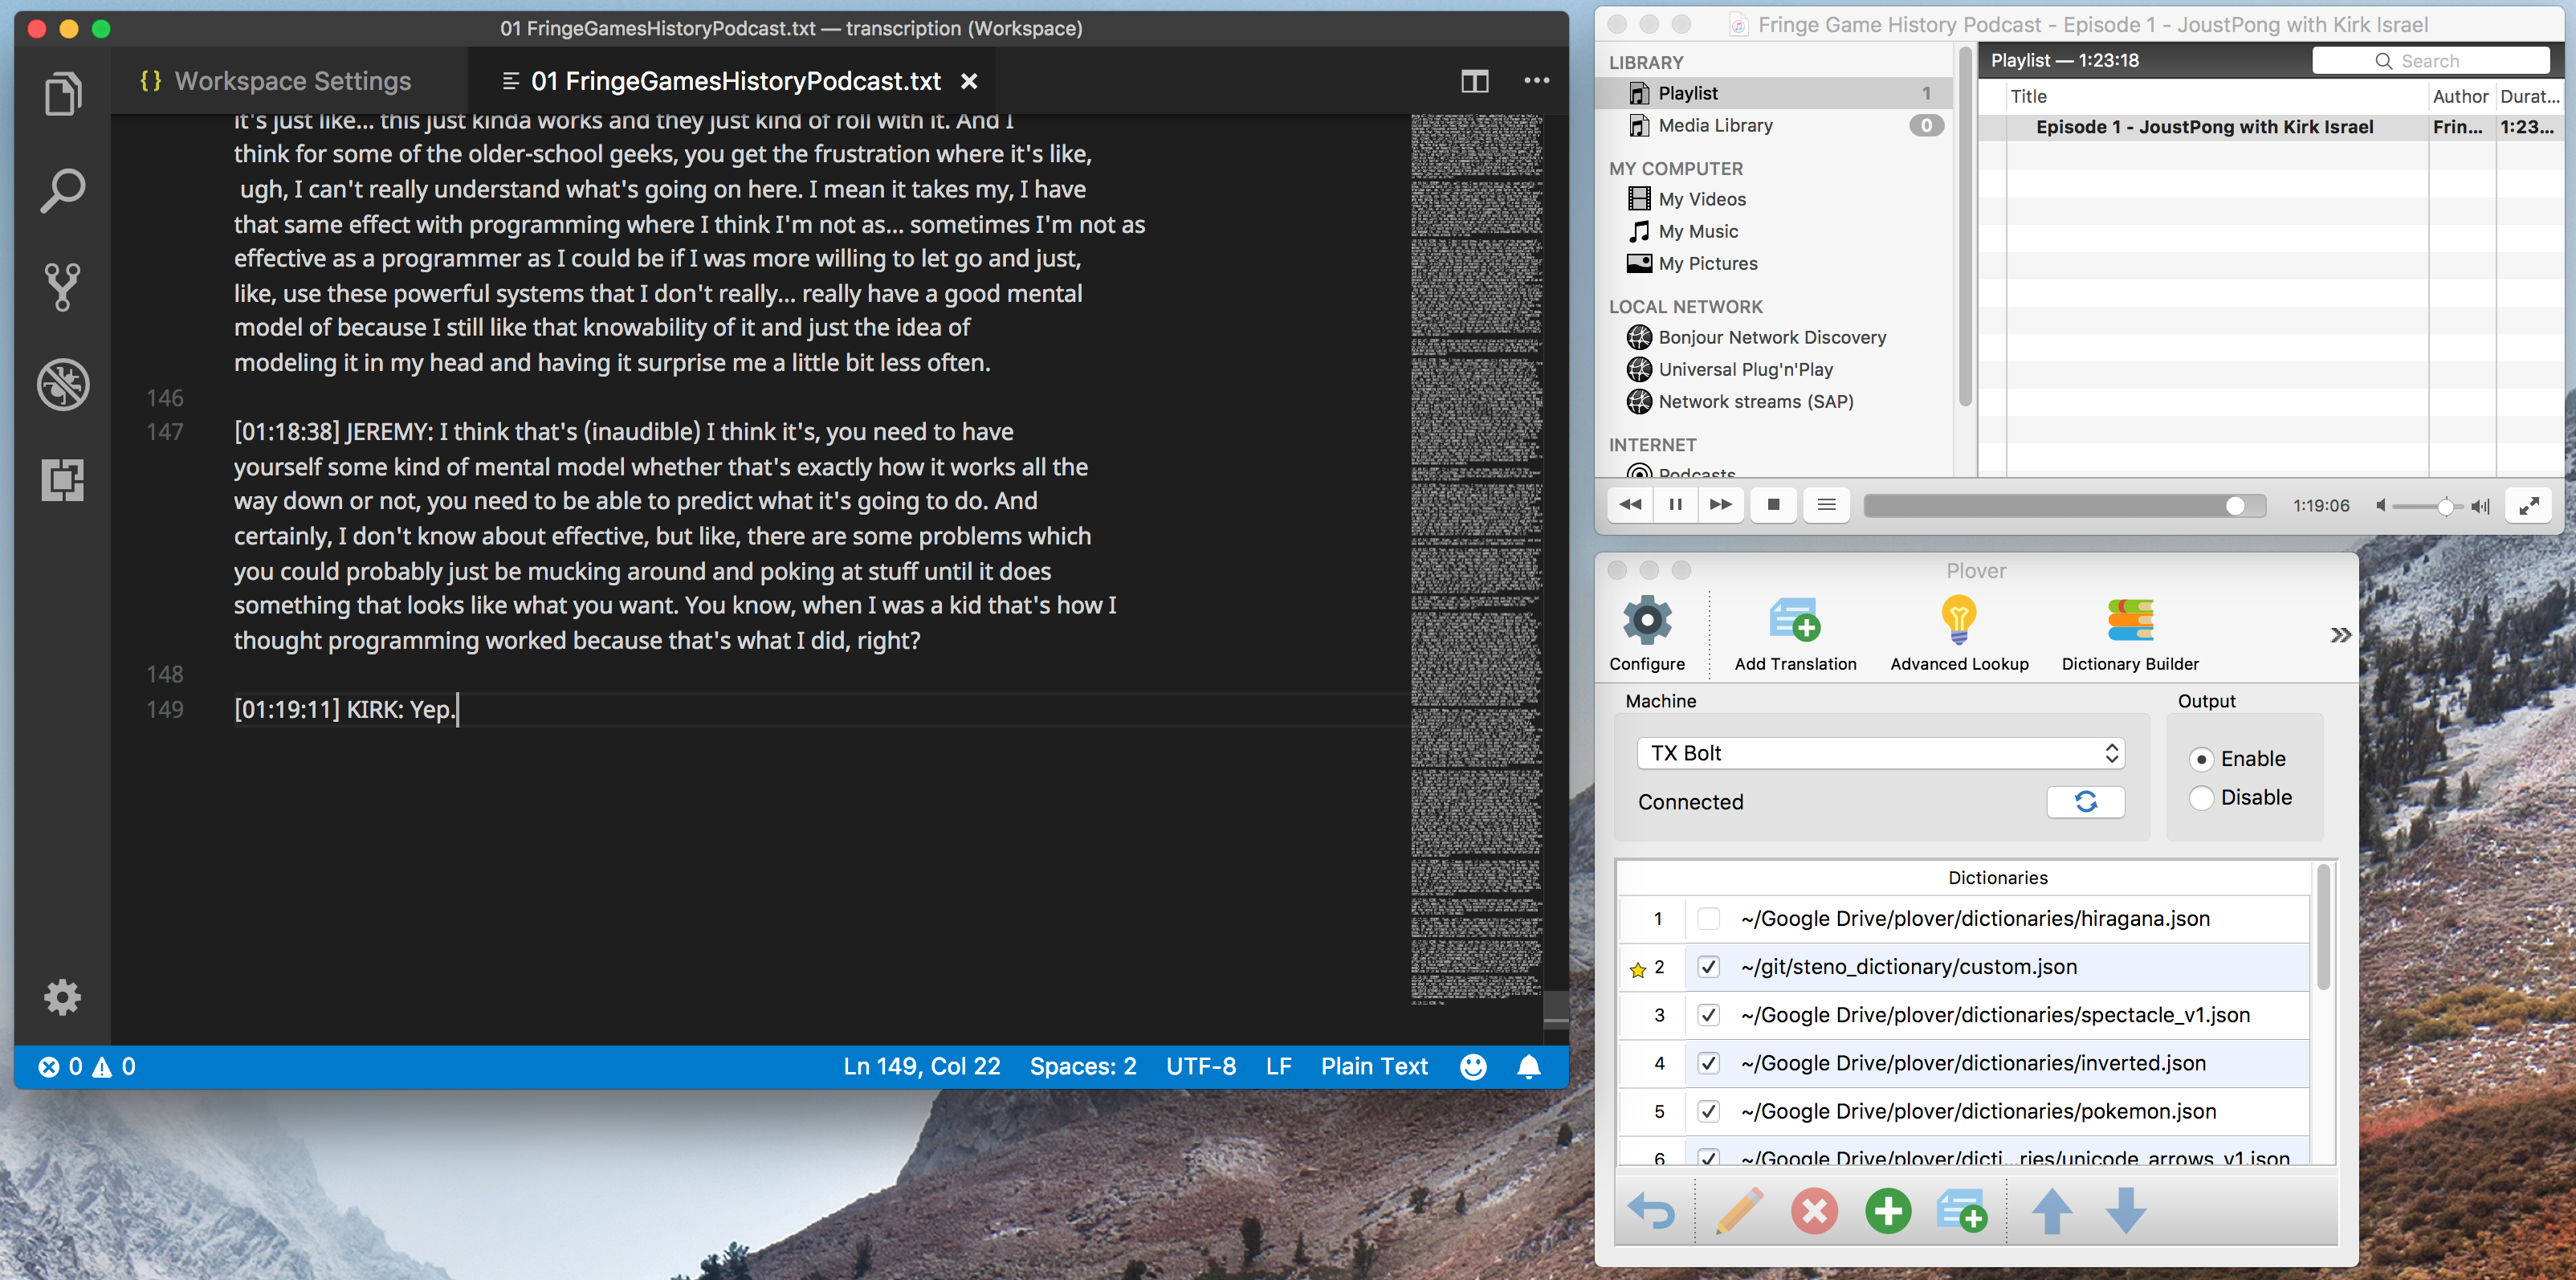 01 FringeGamesHistoryPodcast.txt — transcription (Workspace)
{} Workspace Settings
01 FringeGamesHistoryPodcast.txt
it's just like... this just kinda works and they just kind of roll with it. And I
think for some of the older-school geeks, you get the frustration where it's like,
ugh, I can't really understand what's going on here. I mean it takes my, I have
that same effect with programming where I think I'm not as... sometimes I'm not as
effective as a programmer as I could be if I was more willing to let go and just,
like, use these powerful systems that I don't really... really have a good mental
model of because I still like that knowability of it and just the idea of
modeling it in my head and having it surprise me a little bit less often.
146
147 [01:18:38] JEREMY: I think that's (inaudible) I think it's, you need to have
yourself some kind of mental model whether that's exactly how it works all the
way down or not, you need to be able to predict what it's going to do. And
certainly, I don't know about effective, but like, there are some problems which
you could probably just be mucking around and poking at stuff until it does
something that looks like what you want. You know, when I was a kid that's how I
thought programming worked because that's what I did, right?
148
149 [01:19:11] KIRK: Yep.
0 0
Ln 149, Col 22 Spaces: 2 UTF-8 LF Plain Text
Fringe Game History Podcast - Episode 1 - JoustPong with Kirk Israel
LIBRARY
Playlist 1
Media Library 0
MY COMPUTER
My Videos
My Music
My Pictures
LOCAL NETWORK
Bonjour Network Discovery
Universal Plug'n'Play
Network streams (SAP)
INTERNET
Podcasts
Playlist — 1:23:18
Search
Title Author Durat...
Episode 1 - JoustPong with Kirk Israel Frin... 1:23...
1:19:06
Plover
Configure Add Translation Advanced Lookup Dictionary Builder
Machine
TX Bolt
Connected
Output
Enable
Disable
Dictionaries
1 ~/Google Drive/plover/dictionaries/hiragana.json
2 ~/git/steno_dictionary/custom.json
3 ~/Google Drive/plover/dictionaries/spectacle_v1.json
4 ~/Google Drive/plover/dictionaries/inverted.json
5 ~/Google Drive/plover/dictionaries/pokemon.json
6 ~/Google Drive/plover/dicti...ries/unicode_arrows_v1.json